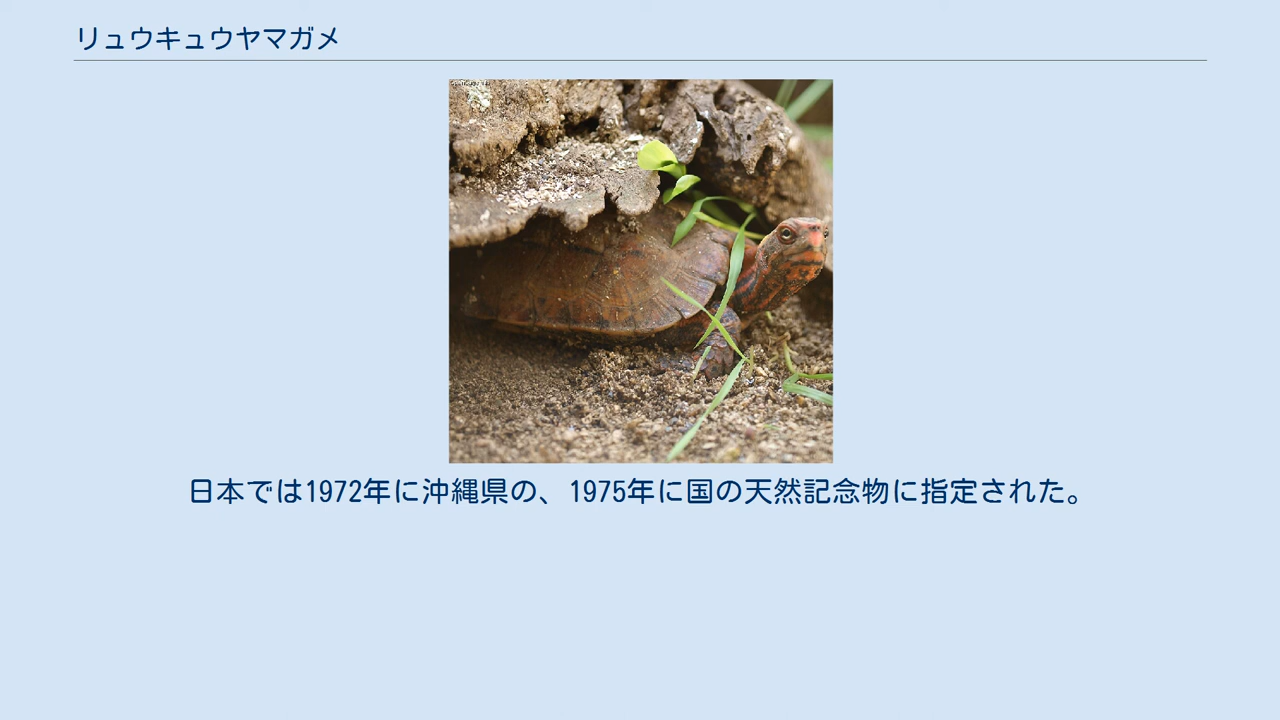 リュウキュウヤマガメ
日本では1972年に沖縄県の、1975年に国の天然記念物に指定された。